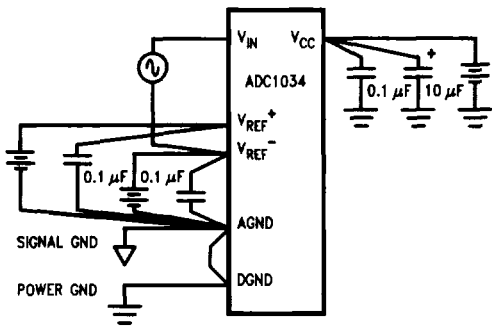 V_IN V_CC
ADC1034
+
0.1 μF 10 μF
V_REF+
V_REF-
0.1 μF 0.1 μF
AGND
SIGNAL GND
DGND
POWER GND